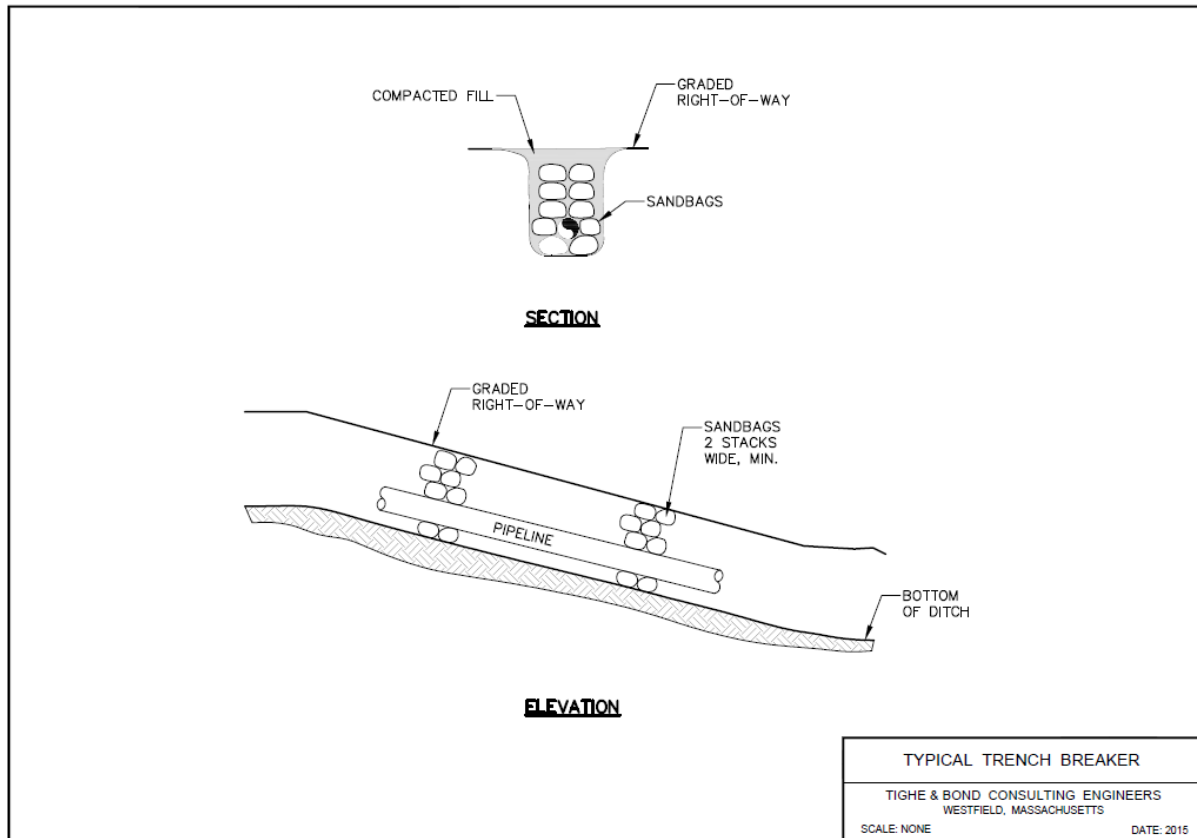 COMPACTED FILL
GRADED
RIGHT-OF-WAY
SANDBAGS
SECTION
GRADED
RIGHT-OF-WAY
SANDBAGS
2 STACKS
WIDE, MIN.
PIPELINE
BOTTOM
OF DITCH
ELEVATION
TYPICAL TRENCH BREAKER
TIGHE & BOND CONSULTING ENGINEERS
WESTFIELD, MASSACHUSETTS
SCALE: NONE DATE: 2015